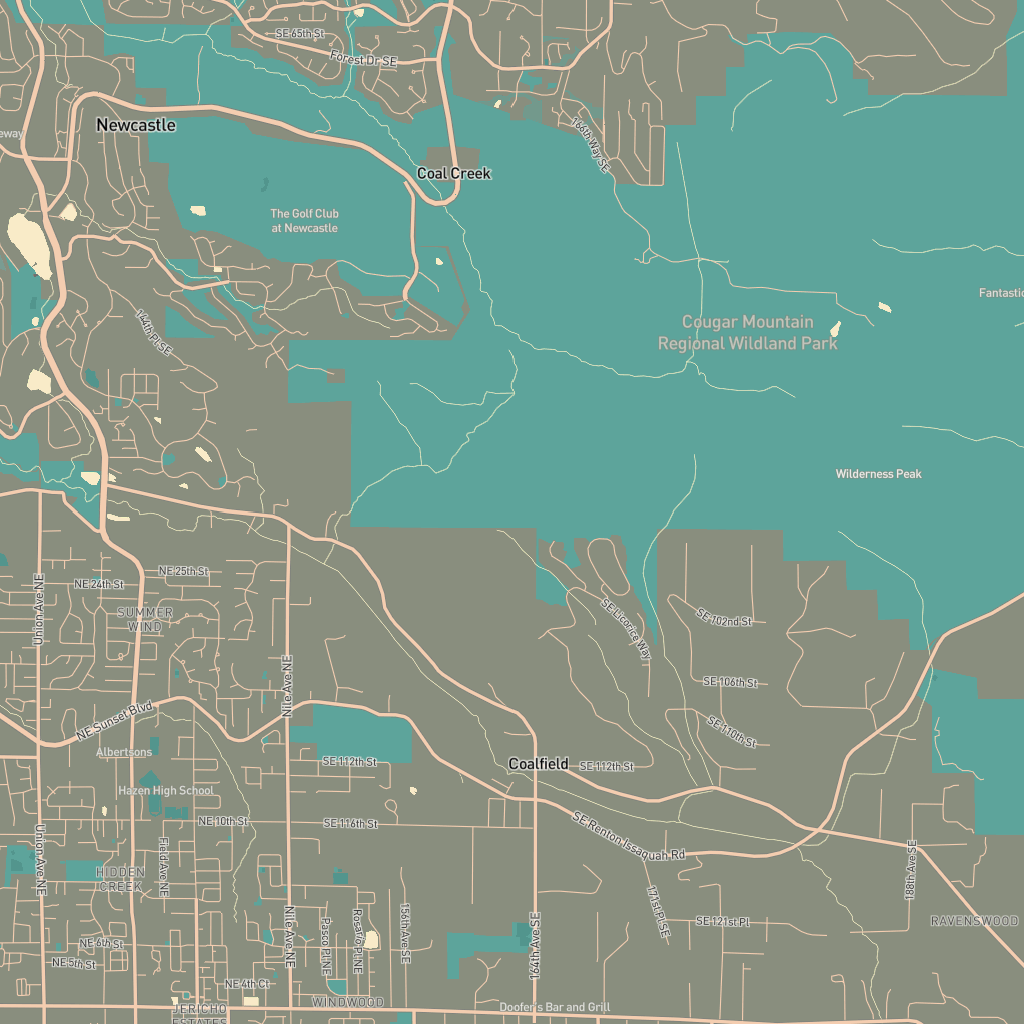 SE 65th St
Forest Dr SE
Newcastle
eway
166th Way SE
Coal Creek
The Golf Club
at Newcastle
Fantastic
Cougar Mountain
Regional Wildland Park
144th Pl SE
Wilderness Peak
NE 25th St
NE 24th St
Union Ave NE
SUMMER
WIND
SE Licorice Way
SE 102nd St
Nile Ave NE
SE 106th St
NE Sunset Blvd
SE 110th St
Albertsons
SE 112th St
Coalfield
SE 112th St
Hazen High School
NE 10th St
SE 116th St
SE Renton Issaquah Rd
Union Ave NE
Field Ave NE
188th Ave SE
HIDDEN
CREEK
171st Pl SE
SE 121st Pl
RAVENSWOOD
Nile Ave NE
Pasco Pl NE
Rosario Pl NE
156th Ave SE
164th Ave SE
NE 6th St
NE 5th St
NE 4th Ct
WINDWOOD
JERICHO
ESTATES
Doofer's Bar and Grill